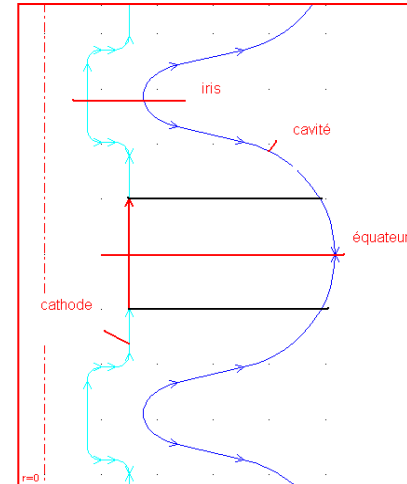 iris
cavité
équateur
cathode
r=0